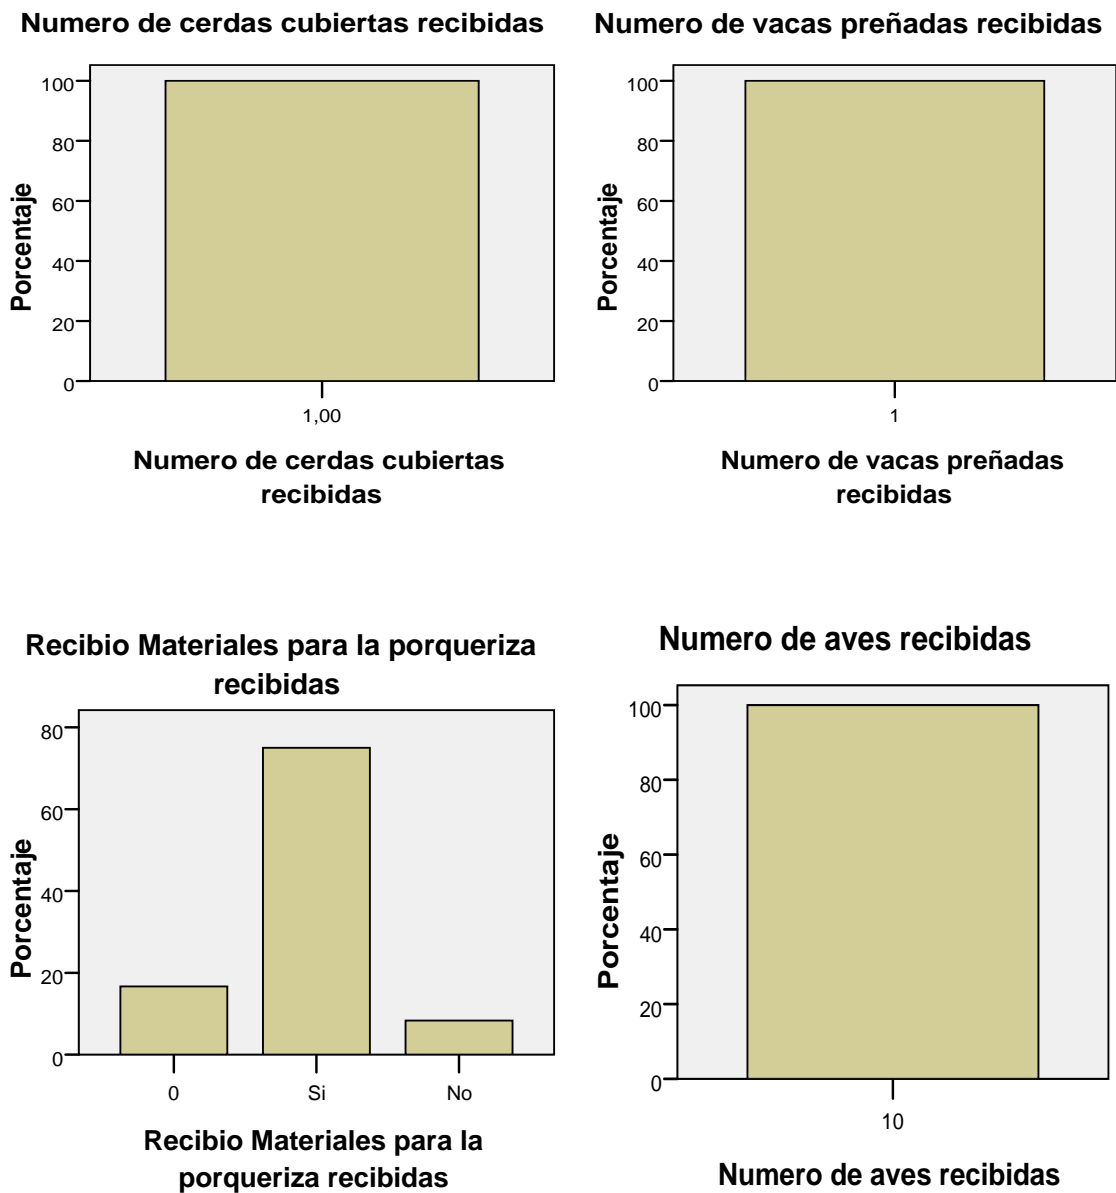 Numero de cerdas cubiertas recibidas
100
80
60
40
20
0
Porcentaje
1,00
Numero de cerdas cubiertas
recibidas
Numero de vacas preñadas recibidas
100
80
60
40
20
0
Porcentaje
1
Numero de vacas preñadas
recibidas
Recibio Materiales para la porqueriza
recibidas
80
60
40
20
0
Porcentaje
0 Si No
Recibio Materiales para la
porqueriza recibidas
Numero de aves recibidas
100
80
60
40
20
0
Porcentaje
10
Numero de aves recibidas